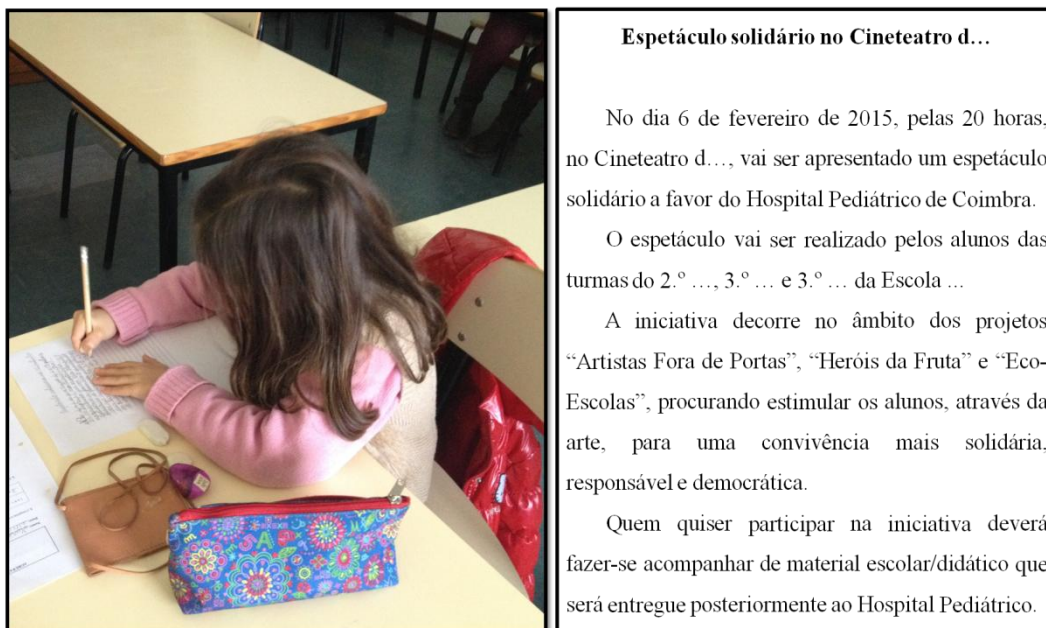 Espetáculo solidário no Cineteatro d…
No dia 6 de fevereiro de 2015, pelas 20 horas,
no Cineteatro d…, vai ser apresentado um espetáculo
solidário a favor do Hospital Pediátrico de Coimbra.
O espetáculo vai ser realizado pelos alunos das
turmas do 2.º …, 3.º … e 3.º … da Escola ...
A iniciativa decorre no âmbito dos projetos
“Artistas Fora de Portas”, “Heróis da Fruta” e “Eco-
Escolas”, procurando estimular os alunos, através da
arte, para uma convivência mais solidária,
responsável e democrática.
Quem quiser participar na iniciativa deverá
fazer-se acompanhar de material escolar/didático que
será entregue posteriormente ao Hospital Pediátrico.